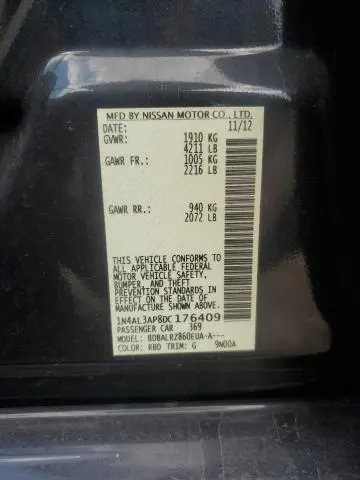 MFD BY NISSAN MOTOR CO., LTD.
DATE: 11/12
GVWR: 1910 KG
4211 LB
GAWR FR.: 1005 KG
2216 LB
GAWR RR.: 940 KG
2072 LB
THIS VEHICLE CONFORMS TO
ALL APPLICABLE FEDERAL
MOTOR VEHICLE SAFETY,
BUMPER, AND THEFT
PREVENTION STANDARDS
IN EFFECT ON THE DATE OF
MANUFACTURE SHOWN ABOVE.
1N4AL3AP8DC176409
PASSENGER CAR 369
MODEL: BDBALRZ860EUA-A----
COLOR: RBD TRIM: G 9N00A